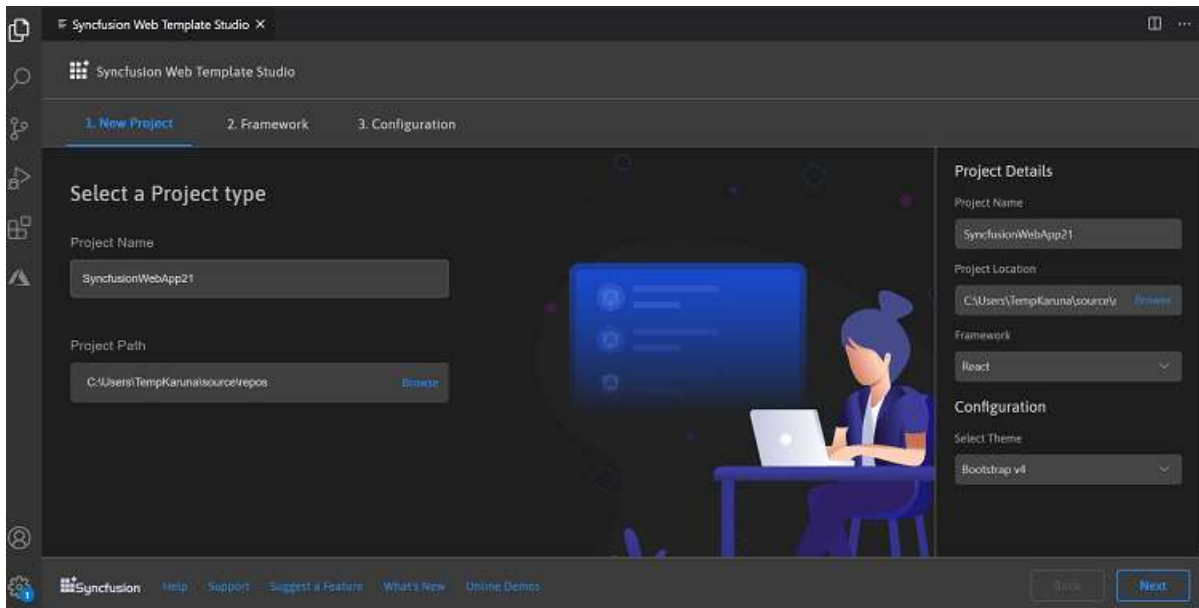 Syncfusion Web Template Studio
Syncfusion Web Template Studio
1. New Project
2. Framework
3. Configuration
Select a Project type
Project Name
SyncfusionWebApp21
Project Path
C:\Users\TempKaruna\source\repos
Browse
Project Details
Project Name
SyncfusionWebApp21
Project Location
C:\Users\TempKaruna\source\r
Browse
Framework
React
Configuration
Select Theme
Bootstrap v4
1
Syncfusion
Help
Support
Suggest a Feature
What's New
Online Demos
Back
Next